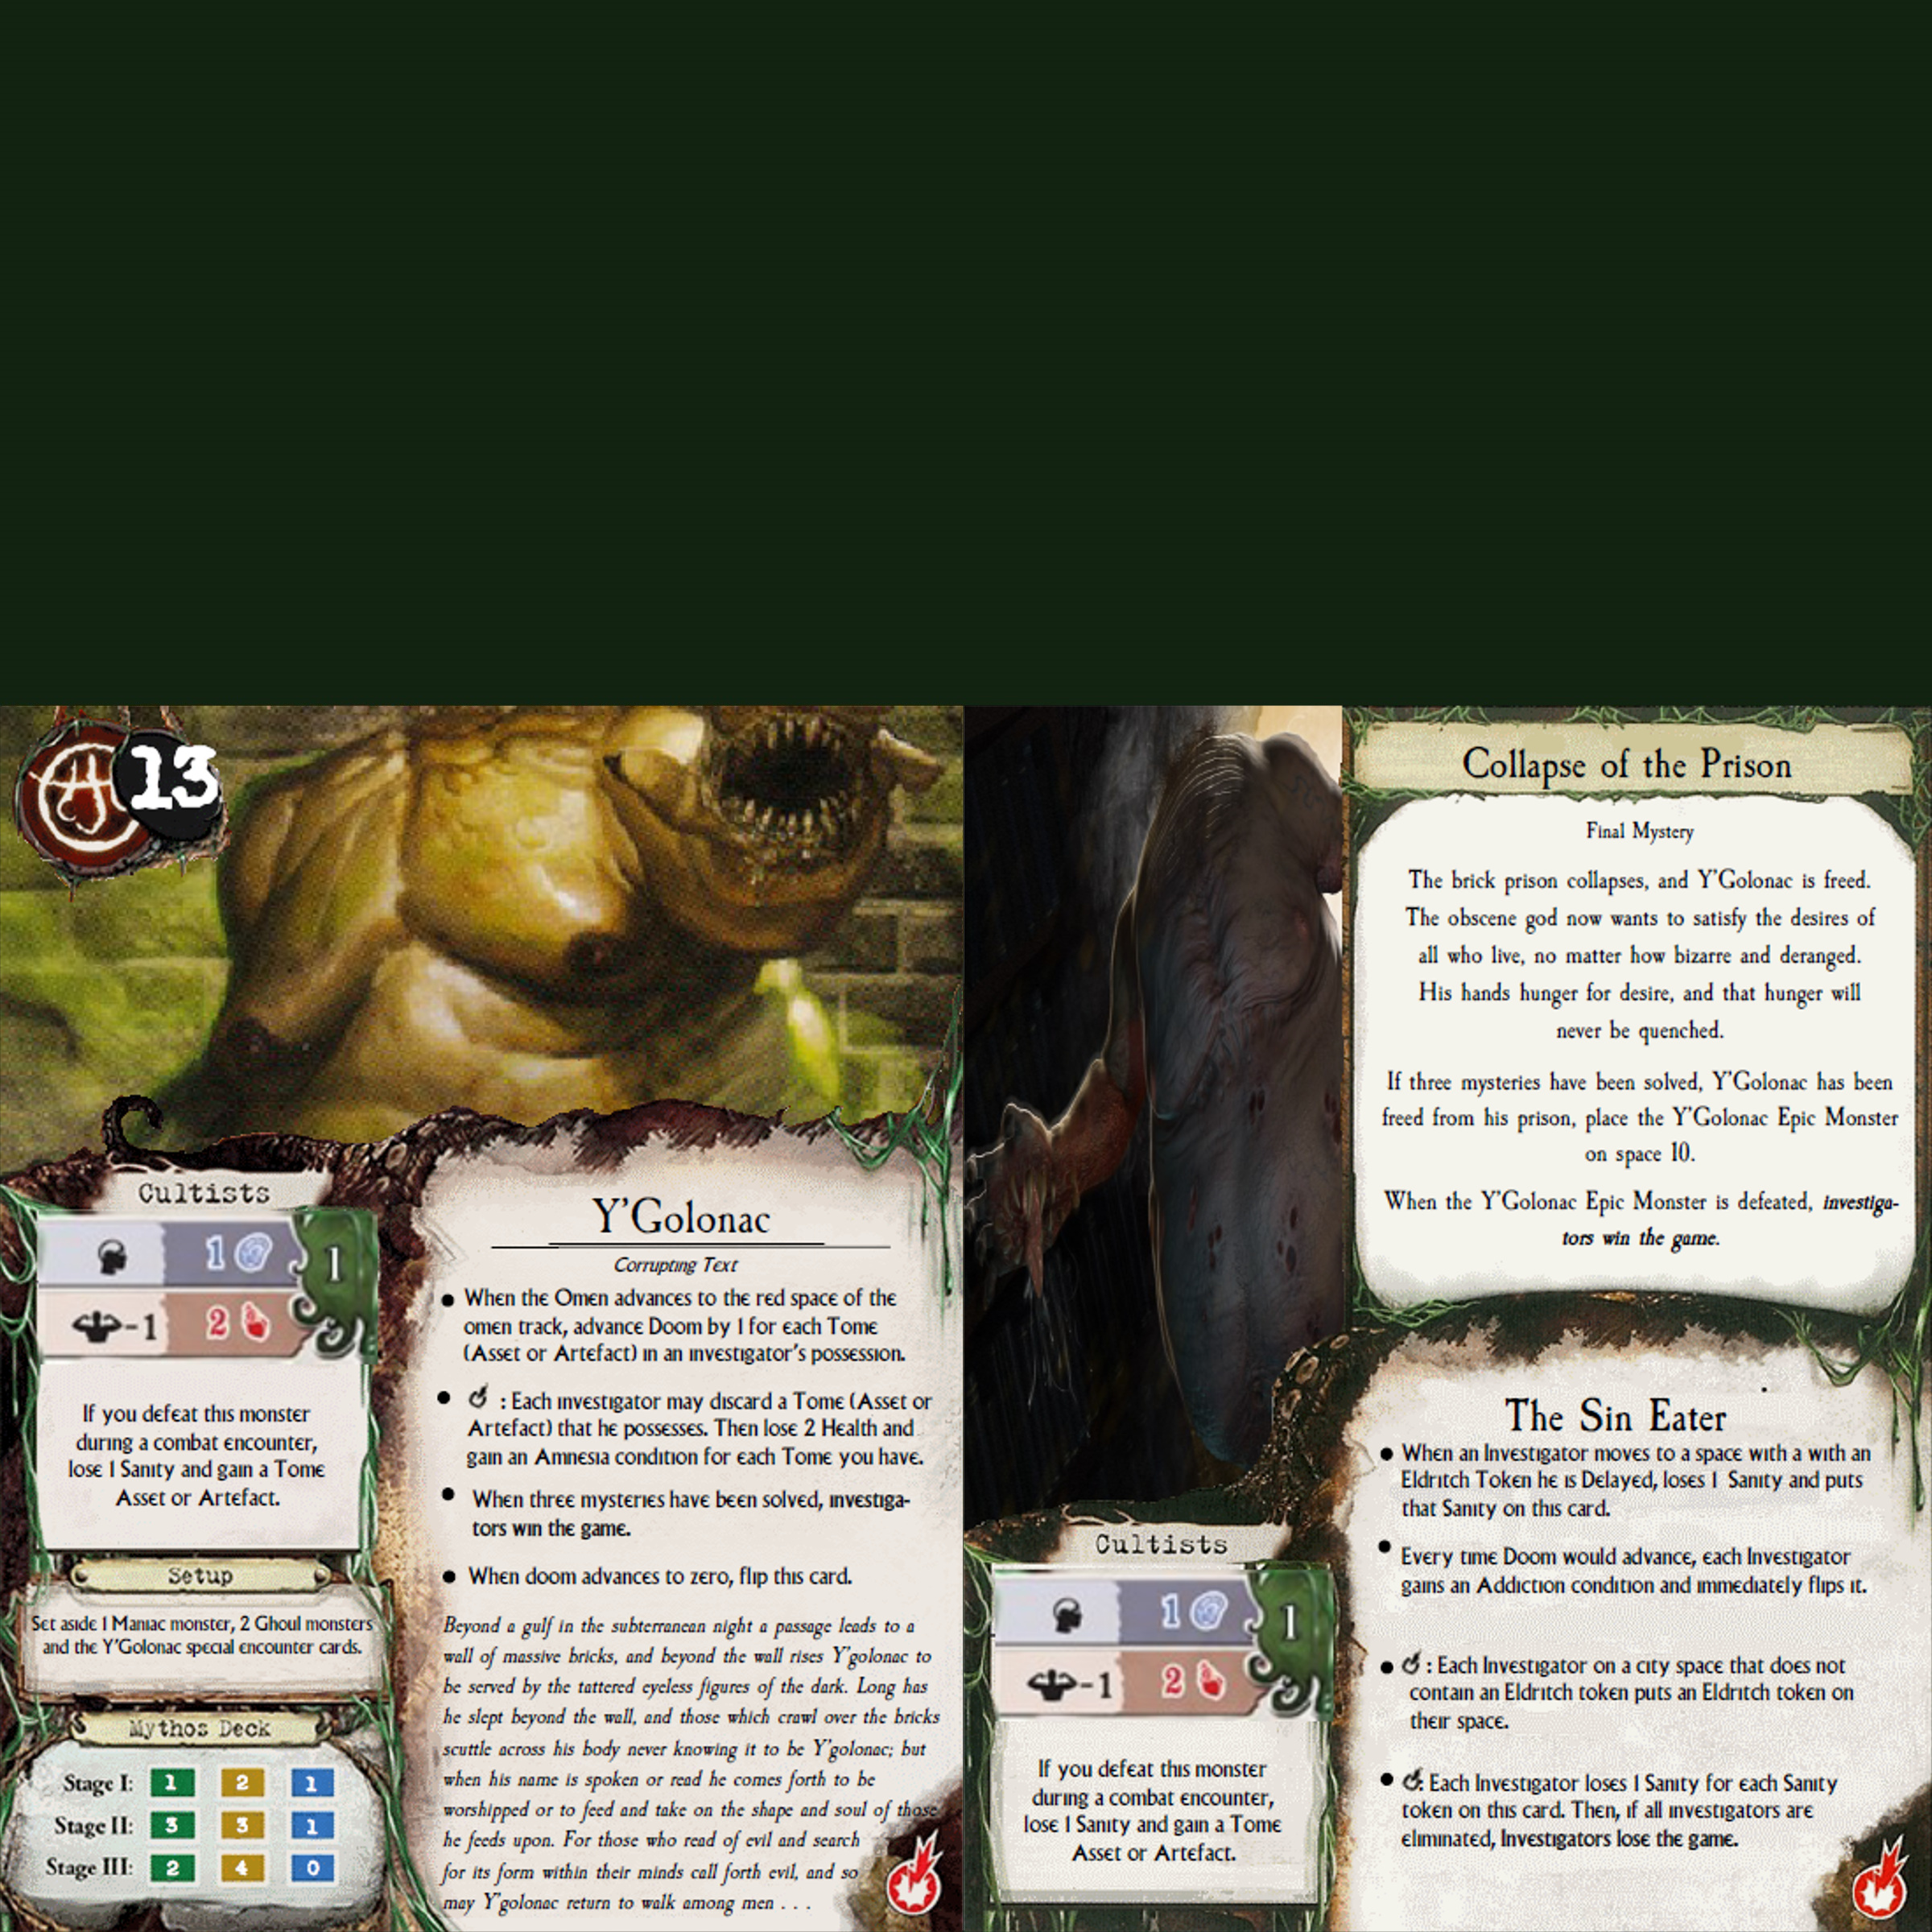 13
Cultists
1
1
-1
2
If you defeat this monster
during a combat encounter,
lose 1 Sanity and gain a Tome
Asset or Artefact.
Setup
Set aside 1 Maniac monster, 2 Ghoul monsters
and the Y'Golonac special encounter cards.
Mythos Deck
Stage I: 1 2 1
Stage II: 3 3 1
Stage III: 2 4 0
Y'Golonac
Corrupting Text
When the Omen advances to the red space of the
omen track, advance Doom by 1 for each Tome
(Asset or Artefact) in an investigator's possession.
: Each investigator may discard a Tome (Asset or
Artefact) that he possesses. Then lose 2 Health and
gain an Amnesia condition for each Tome you have.
When three mysteries have been solved, investiga-
tors win the game.
When doom advances to zero, flip this card.
Beyond a gulf in the subterranean night a passage leads to a
wall of massive bricks, and beyond the wall rises Y'golonac to
be served by the tattered eyeless figures of the dark. Long has
he slept beyond the wall, and those which crawl over the bricks
scuttle across his body never knowing it to be Y'golonac; but
when his name is spoken or read he comes forth to be
worshipped or to feed and take on the shape and soul of those
he feeds upon. For those who read of evil and search
for its form within their minds call forth evil, and so
may Y'golonac return to walk among men . . .
Collapse of the Prison
Final Mystery
The brick prison collapses, and Y'Golonac is freed.
The obscene god now wants to satisfy the desires of
all who live, no matter how bizarre and deranged.
His hands hunger for desire, and that hunger will
never be quenched.
If three mysteries have been solved, Y'Golonac has been
freed from his prison, place the Y'Golonac Epic Monster
on space 10.
When the Y'Golonac Epic Monster is defeated, investiga-
tors win the game.
Cultists
1
1
-1
2
If you defeat this monster
during a combat encounter,
lose 1 Sanity and gain a Tome
Asset or Artefact.
The Sin Eater
When an Investigator moves to a space with a with an
Eldritch Token he is Delayed, loses 1 Sanity and puts
that Sanity on this card.
Every time Doom would advance, each Investigator
gains an Addiction condition and immediately flips it.
: Each Investigator on a city space that does not
contain an Eldritch token puts an Eldritch token on
their space.
: Each Investigator loses 1 Sanity for each Sanity
token on this card. Then, if all investigators are
eliminated, Investigators lose the game.